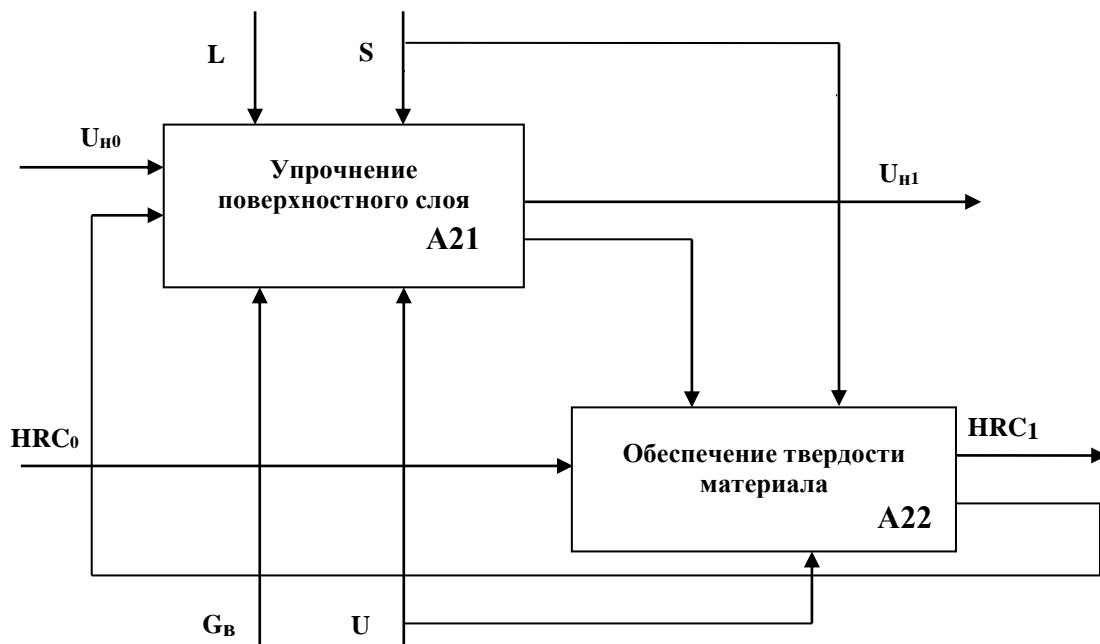 L
S
Uн0
Упрочнение
поверхностного слоя
A21
Uн1
HRC0
Обеспечение твердости
материала
A22
HRC1
Gв
U